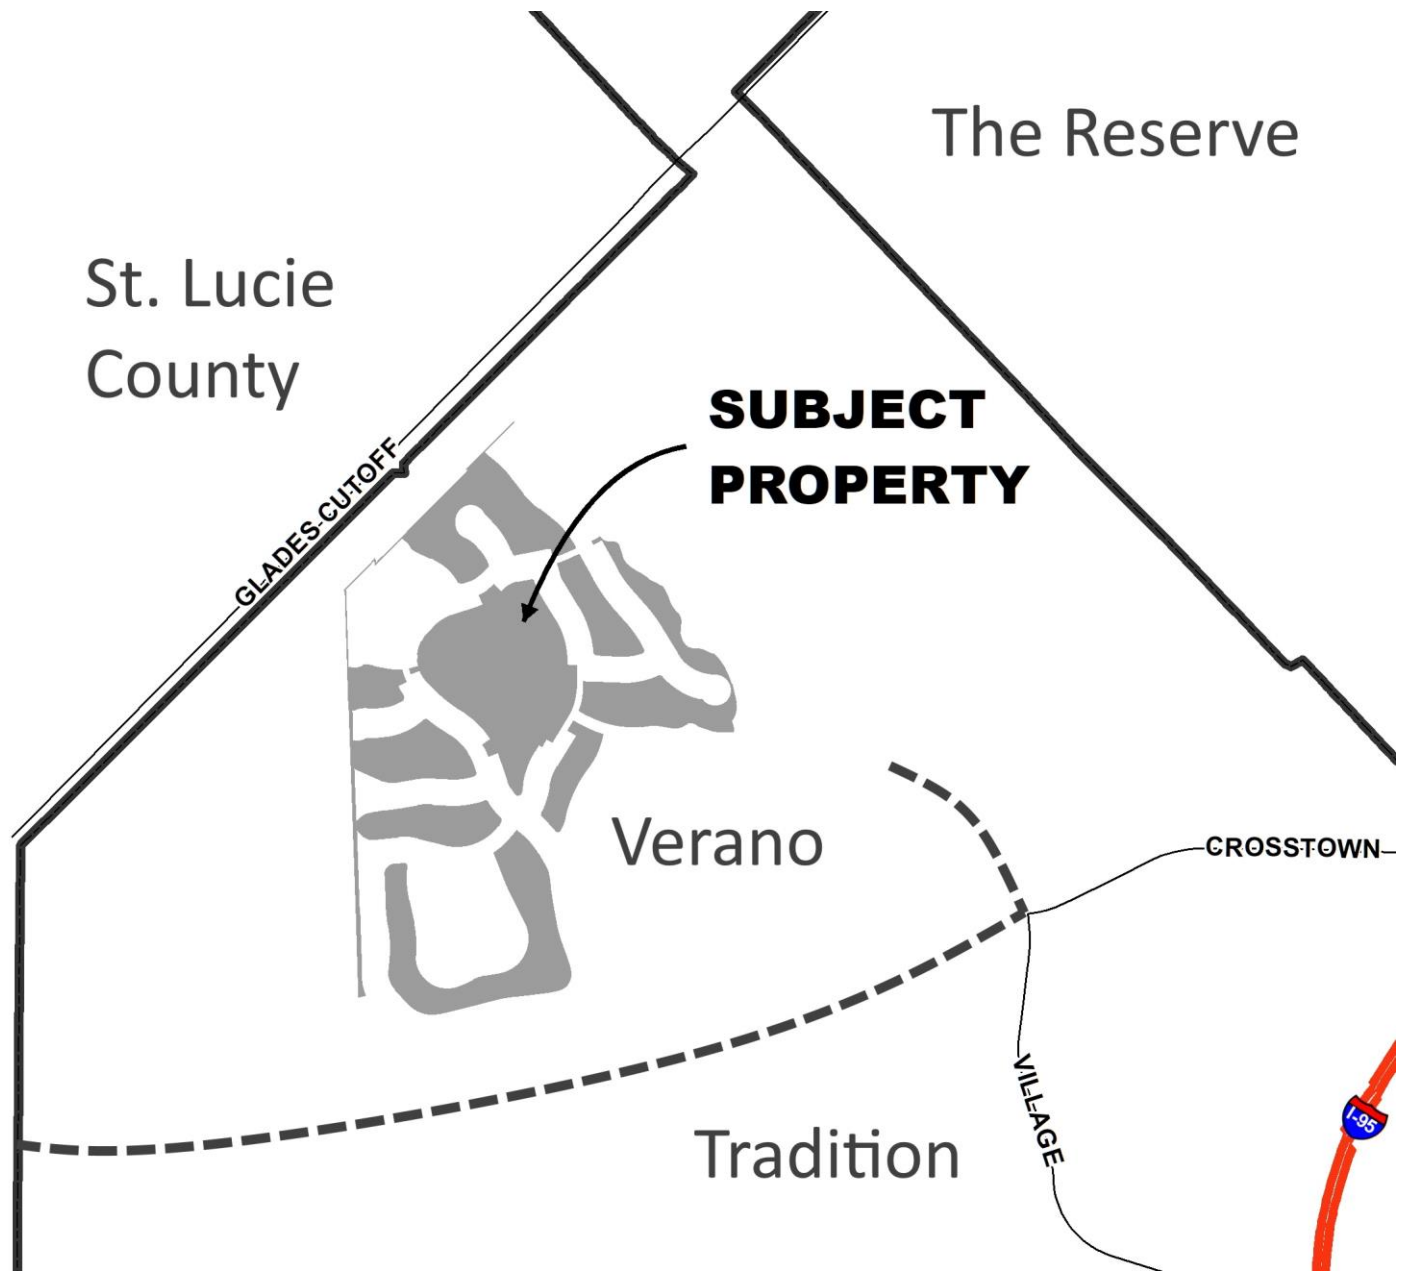 The Reserve
St. Lucie
County
SUBJECT
PROPERTY
GLADES CUTOFF
Verano
CROSSTOWN
VILLAGE
I-95
Tradition